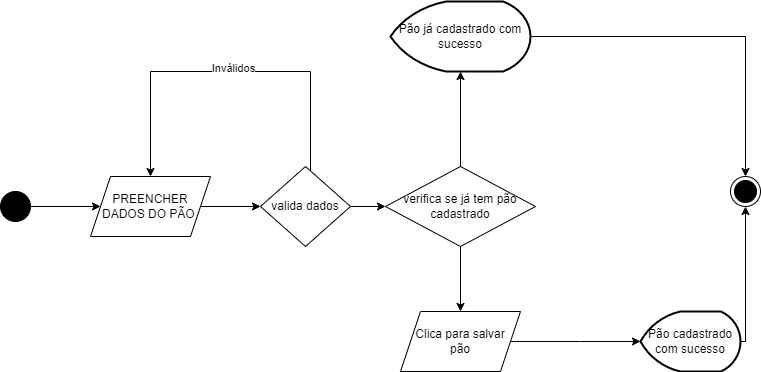 Pão já cadastrado com
sucesso
Inválidos
PREENCHER
DADOS DO PÃO
valida dados
verifica se já tem pão
cadastrado
Clica para salvar
pão
Pão cadastrado
com sucesso